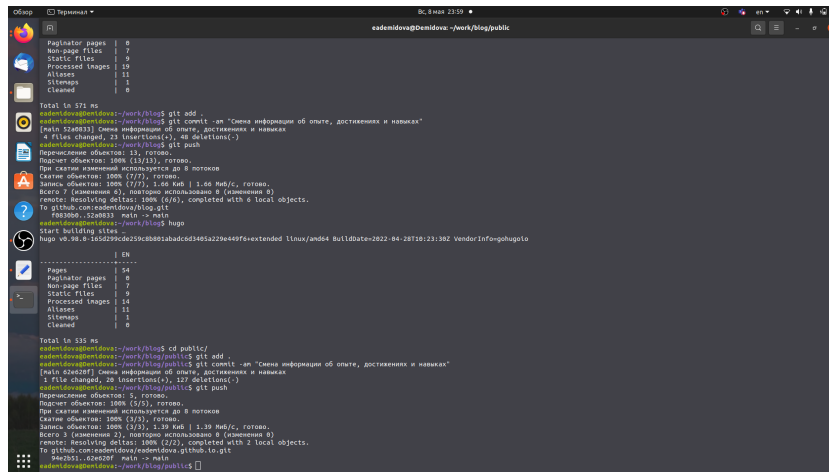 Обзор
Терминал
Вс, 8 мая 23:59
en
eademidova@Demidova: ~/work/blog/public
Paginator pages | 0
Non-page files | 7
Static files | 9
Processed images | 19
Aliases | 11
Sitemaps | 1
Cleaned | 0
Total in 571 ms
eademidova@Demidova:~/work/blog$ git add .
eademidova@Demidova:~/work/blog$ git commit -am "Смена информации об опыте, достижениях и навыках"
[main 52a0833] Смена информации об опыте, достижениях и навыках
4 files changed, 23 insertions(+), 48 deletions(-)
eademidova@Demidova:~/work/blog$ git push
Перечисление объектов: 13, готово.
Подсчет объектов: 100% (13/13), готово.
При сжатии изменений используется до 8 потоков
Сжатие объектов: 100% (7/7), готово.
Запись объектов: 100% (7/7), 1.66 КиБ | 1.66 МиБ/с, готово.
Всего 7 (изменения 6), повторно использовано 0 (изменения 0)
remote: Resolving deltas: 100% (6/6), completed with 6 local objects.
To github.com:eademidova/blog.git
f0830b0..52a0833 main -> main
eademidova@Demidova:~/work/blog$ hugo
Start building sites …
hugo v0.98.0-165d299cde259c8b801abadc6d3405a229e449f6+extended linux/amd64 BuildDate=2022-04-28T10:23:30Z VendorInfo=gohugoio
| EN
-------------------+-----
Pages | 54
Paginator pages | 0
Non-page files | 7
Static files | 9
Processed images | 14
Aliases | 11
Sitemaps | 1
Cleaned | 0
Total in 535 ms
eademidova@Demidova:~/work/blog$ cd public/
eademidova@Demidova:~/work/blog/public$ git add .
eademidova@Demidova:~/work/blog/public$ git commit -am "Смена информации об опыте, достижениях и навыках"
[main 62e620f] Смена информации об опыте, достижениях и навыках
1 file changed, 20 insertions(+), 127 deletions(-)
eademidova@Demidova:~/work/blog/public$ git push
Перечисление объектов: 5, готово.
Подсчет объектов: 100% (5/5), готово.
При сжатии изменений используется до 8 потоков
Сжатие объектов: 100% (3/3), готово.
Запись объектов: 100% (3/3), 1.39 КиБ | 1.39 МиБ/с, готово.
Всего 3 (изменения 2), повторно использовано 0 (изменения 0)
remote: Resolving deltas: 100% (2/2), completed with 2 local objects.
To github.com:eademidova/eademidova.github.io.git
94e2b51..62e620f main -> main
eademidova@Demidova:~/work/blog/public$